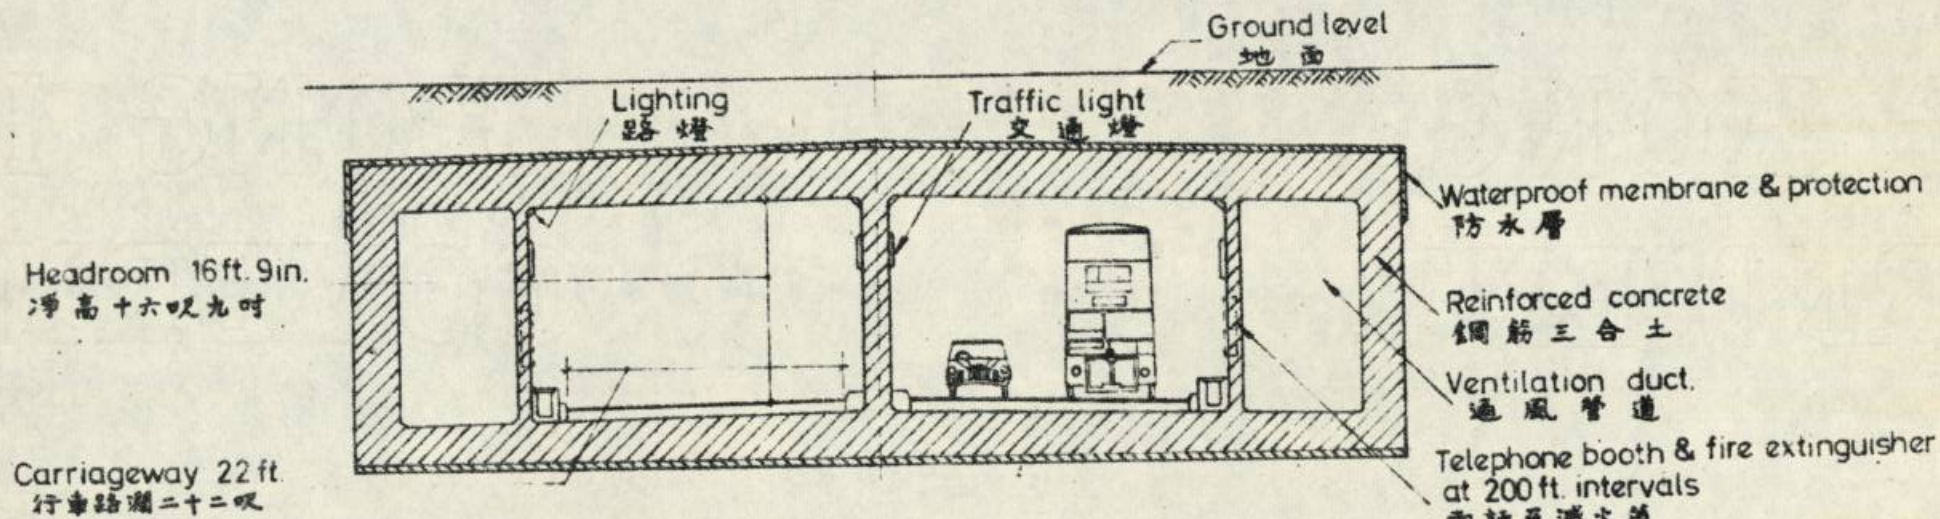 Ground level
地面
Lighting
路燈
Traffic light
交通燈
Waterproof membrane & protection
防水層
Headroom 16ft. 9in.
淨高十六呎九吋
Reinforced concrete
鋼筋三合土
Ventilation duct.
通風管道
Carriageway 22 ft.
行車路濶二十二呎
Telephone booth & fire extinguisher
at 200 ft. intervals